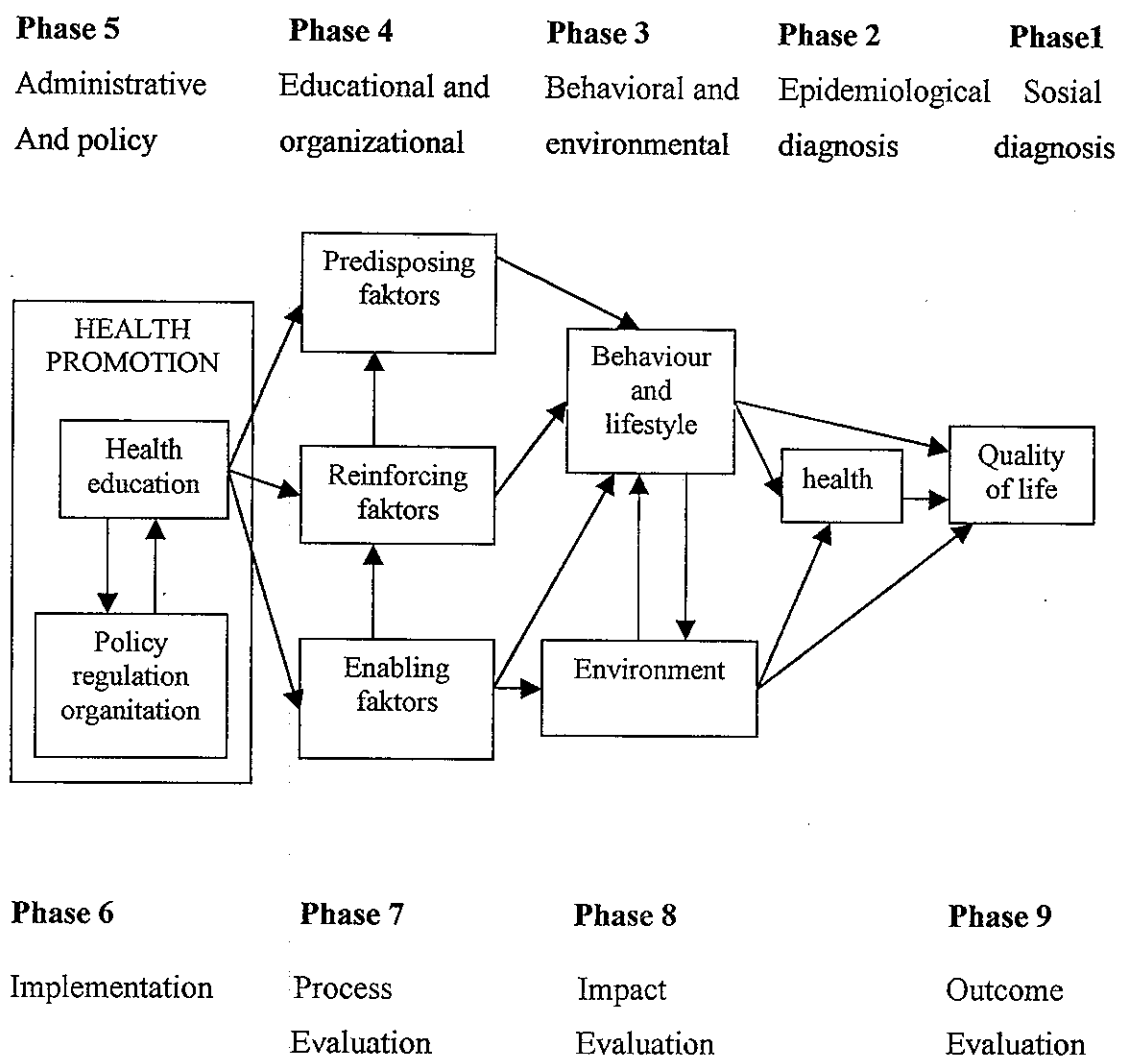 Phase 5
Administrative
And policy
Phase 4
Educational and
organizational
Phase 3
Behavioral and
environmental
Phase 2
Epidemiological
diagnosis
Phase1
Sosial
diagnosis
HEALTH
PROMOTION
Health
education
Policy
regulation
organitation
Predisposing
faktors
Reinforcing
faktors
Enabling
faktors
Behaviour
and
lifestyle
Environment
health
Quality
of life
Phase 6
Implementation
Phase 7
Process
Evaluation
Phase 8
Impact
Evaluation
Phase 9
Outcome
Evaluation